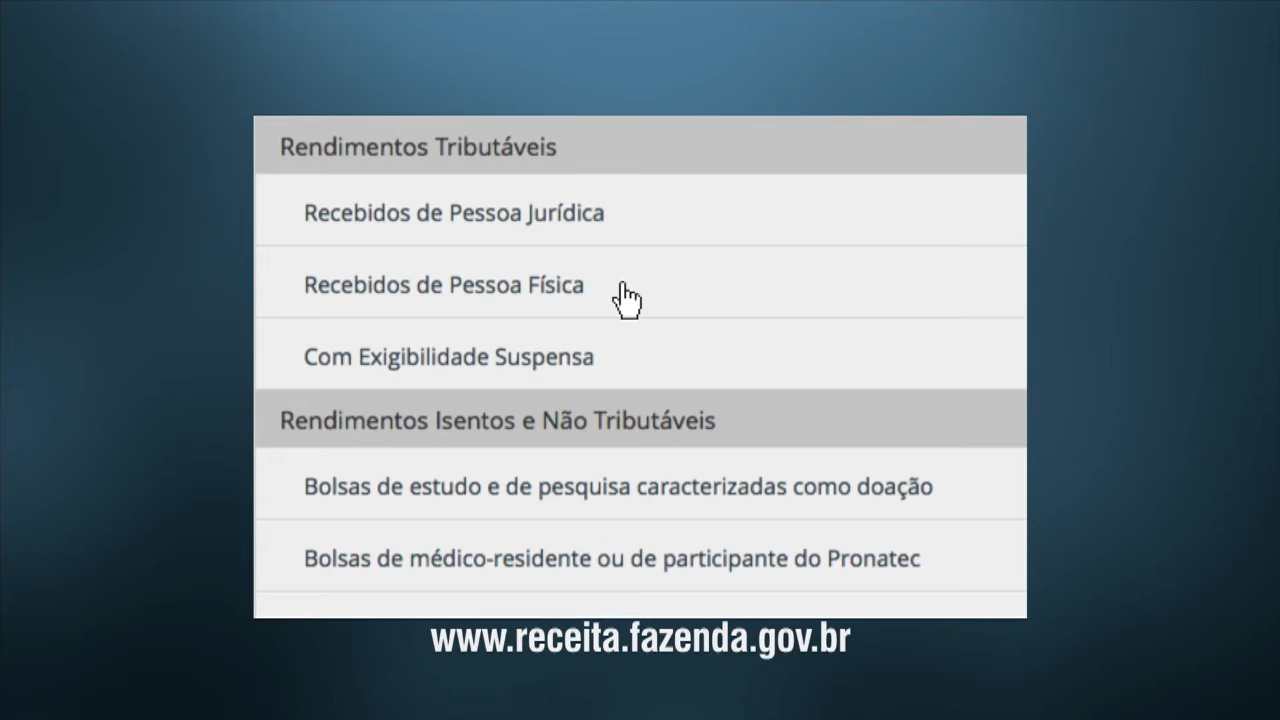 Rendimentos Tributáveis
Recebidos de Pessoa Jurídica
Recebidos de Pessoa Física
Com Exigibilidade Suspensa
Rendimentos Isentos e Não Tributáveis
Bolsas de estudo e de pesquisa caracterizadas como doação
Bolsas de médico-residente ou de participante do Pronatec
www.receita.fazenda.gov.br